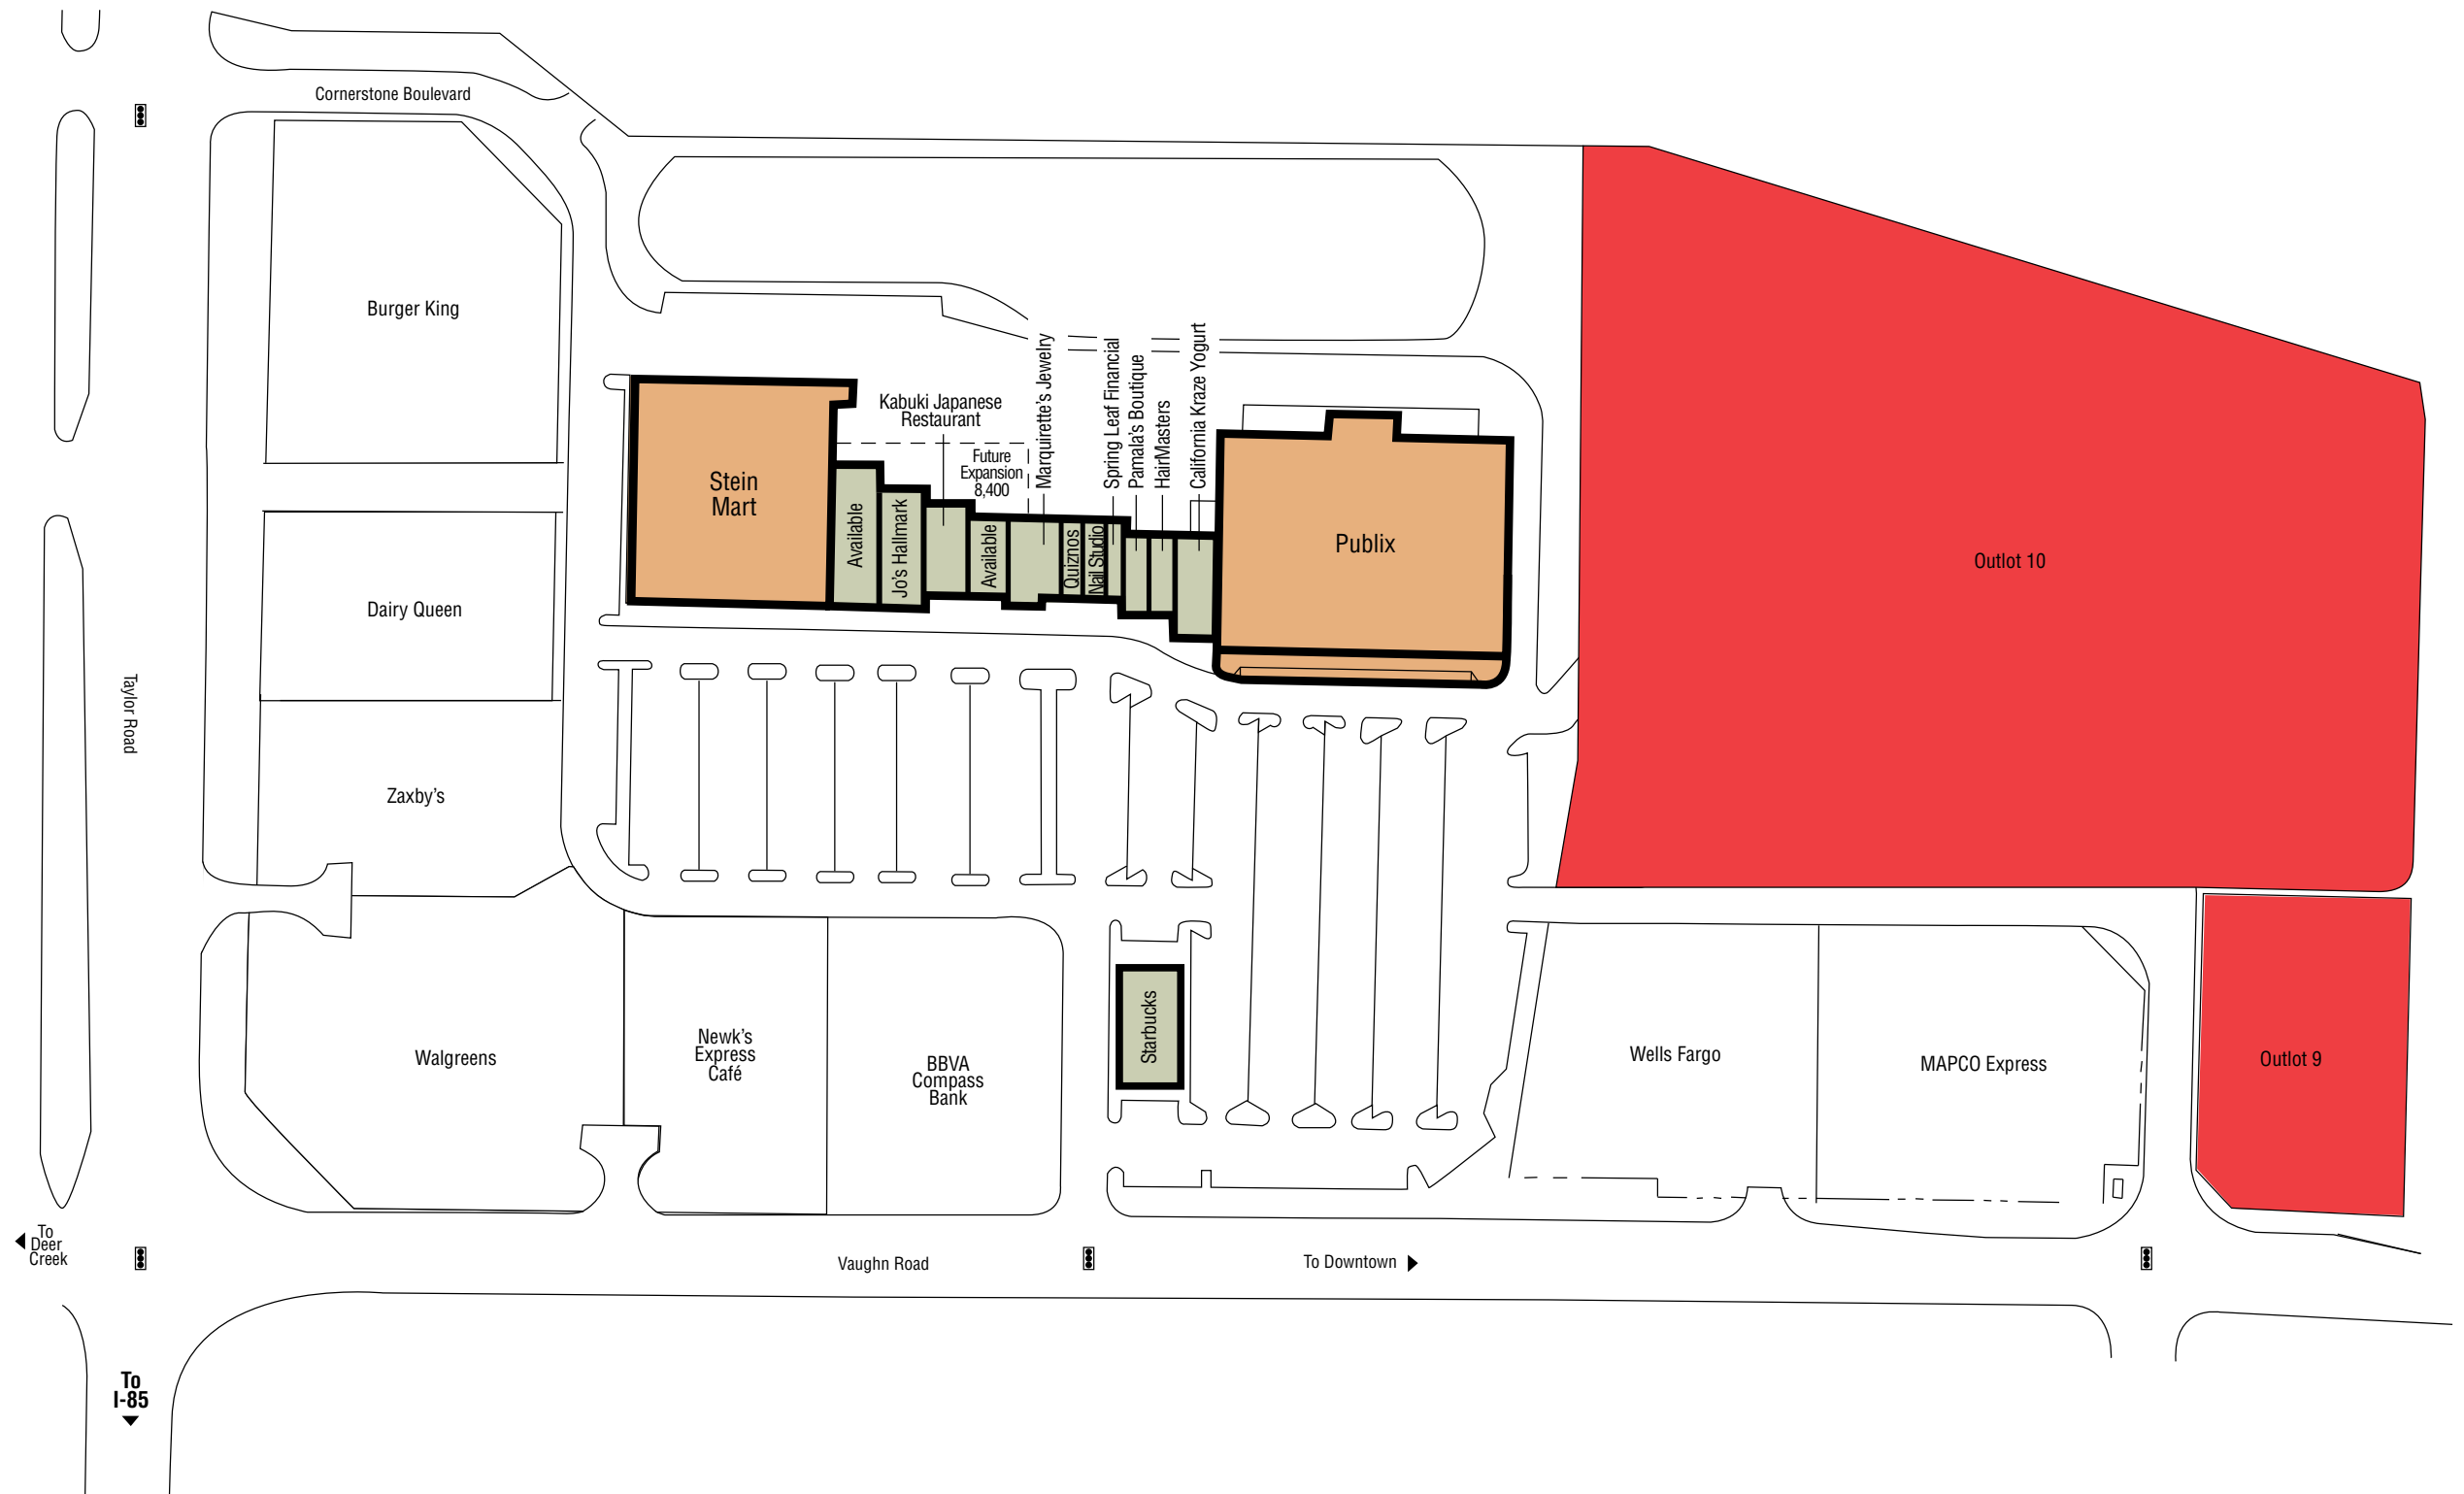 Cornerstone Boulevard
Burger King
Dairy Queen
Zaxby's
Taylor Road
Stein
Mart
Available
Jo's Hallmark
Kabuki Japanese
Restaurant
Future
Expansion
8,400
Available
Marquirette's Jewelry
Quiznos
Nail Studio
Spring Leaf Financial
Pamala's Boutique
HairMasters
California Kraze Yogurt
Publix
Outlot 10
Walgreens
Newk's
Express
Café
BBVA
Compass
Bank
Starbucks
Wells Fargo
MAPCO Express
Outlot 9
To
Deer
Creek
Vaughn Road
To Downtown
To
I-85